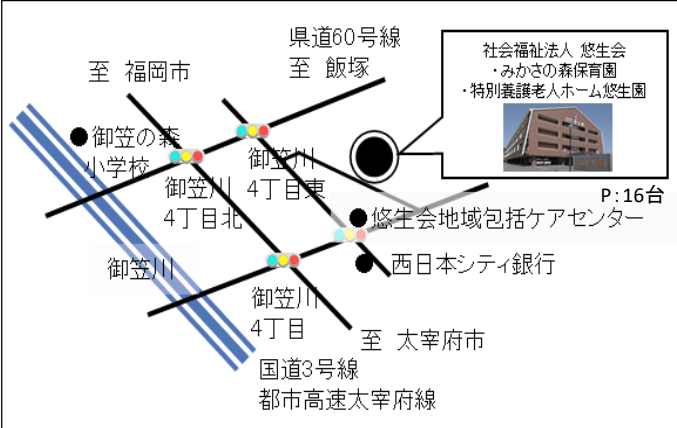 県道60号線
至 飯塚
至 福岡市
社会福祉法人 悠生会
・みかさの森保育園
・特別養護老人ホーム悠生園
P:16台
●御笠の森
小学校
御笠川
4丁目東
御笠川
4丁目北
●悠生会地域包括ケアセンター
● 西日本シティ銀行
御笠川
御笠川
4丁目
至 太宰府市
国道3号線
都市高速太宰府線